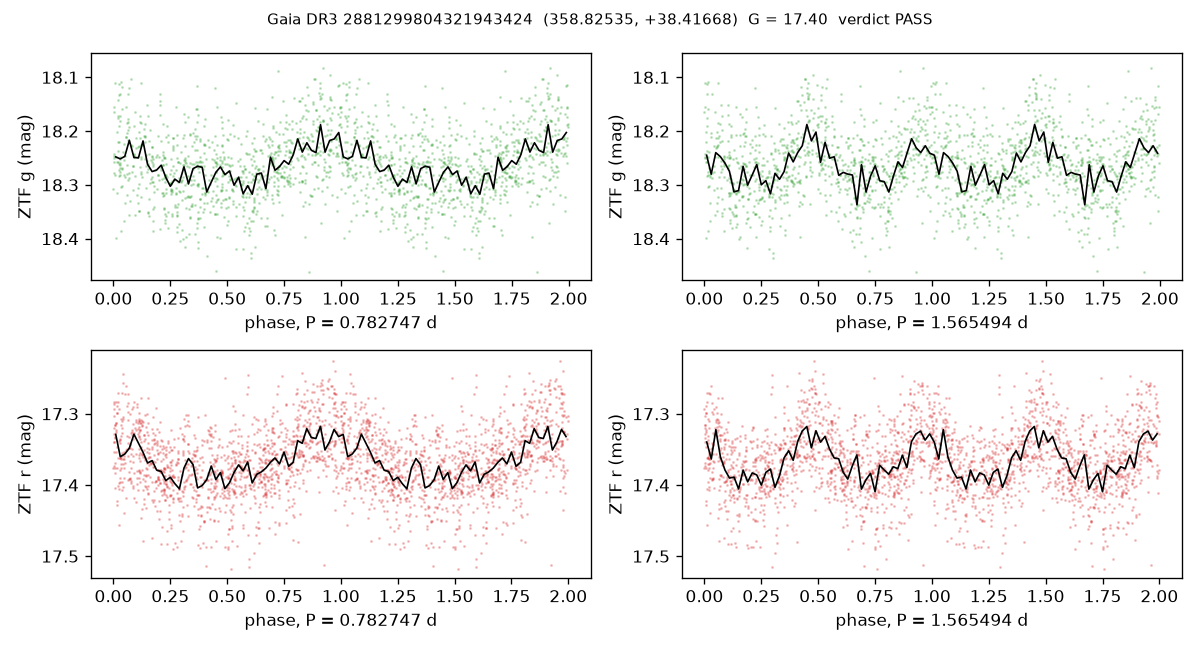 Gaia DR3 2881299804321943424 (358.82535, +38.41668) G = 17.40 verdict PASS
ZTF g (mag)
18.1
18.2
18.3
18.4
0.00 0.25 0.50 0.75 1.00 1.25 1.50 1.75 2.00
phase, P = 0.782747 d
ZTF g (mag)
18.1
18.2
18.3
18.4
0.00 0.25 0.50 0.75 1.00 1.25 1.50 1.75 2.00
phase, P = 1.565494 d
ZTF r (mag)
17.3
17.4
17.5
0.00 0.25 0.50 0.75 1.00 1.25 1.50 1.75 2.00
phase, P = 0.782747 d
ZTF r (mag)
17.3
17.4
17.5
0.00 0.25 0.50 0.75 1.00 1.25 1.50 1.75 2.00
phase, P = 1.565494 d